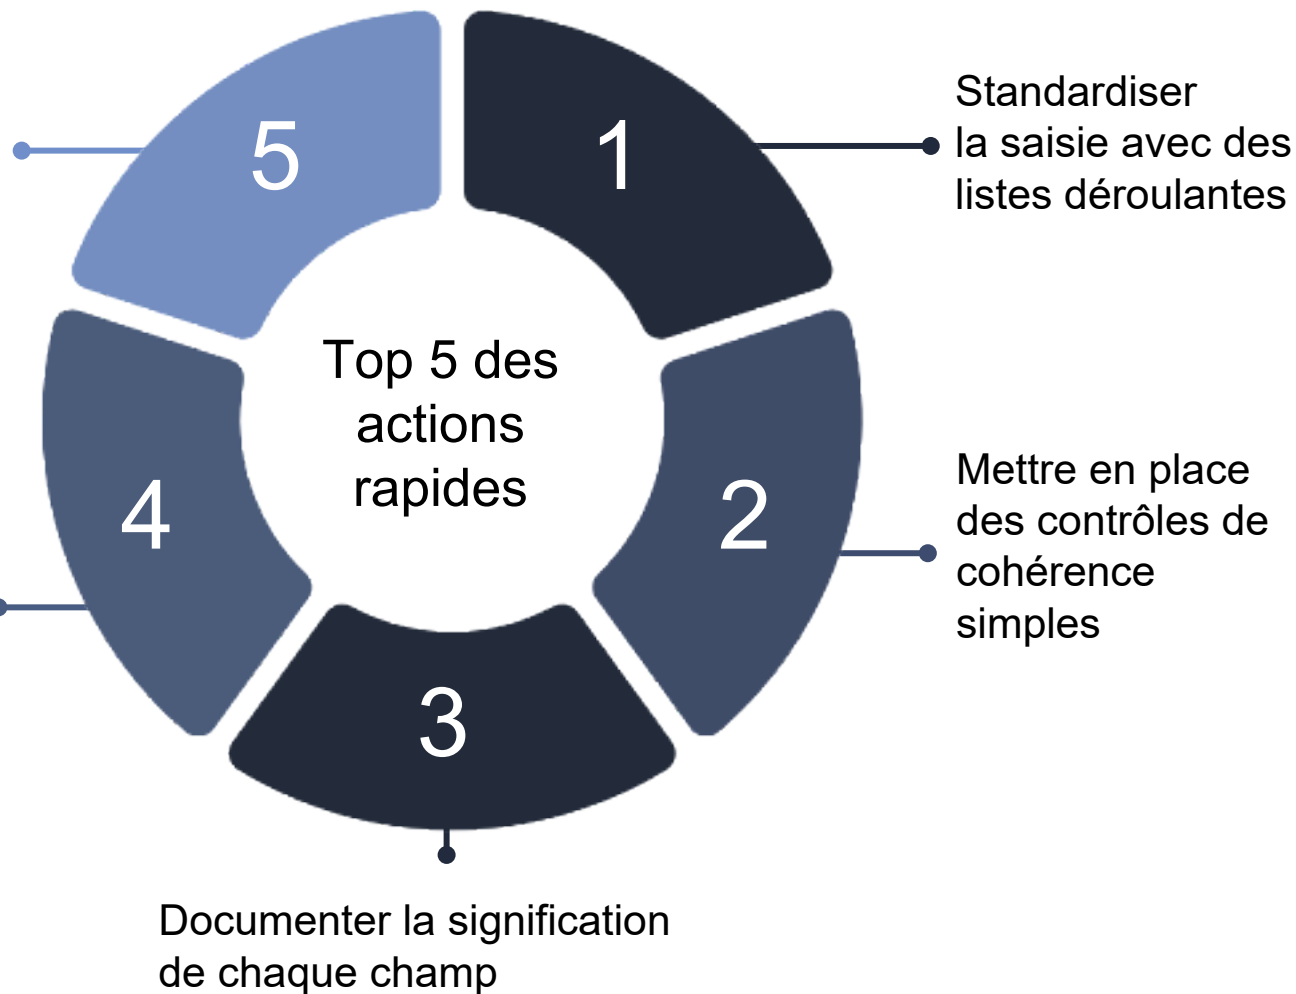 5
1
Standardiser
la saisie avec des
listes déroulantes
Top 5 des
actions
rapides
4
2
Mettre en place
des contrôles de
cohérence
simples
3
Documenter la signification
de chaque champ